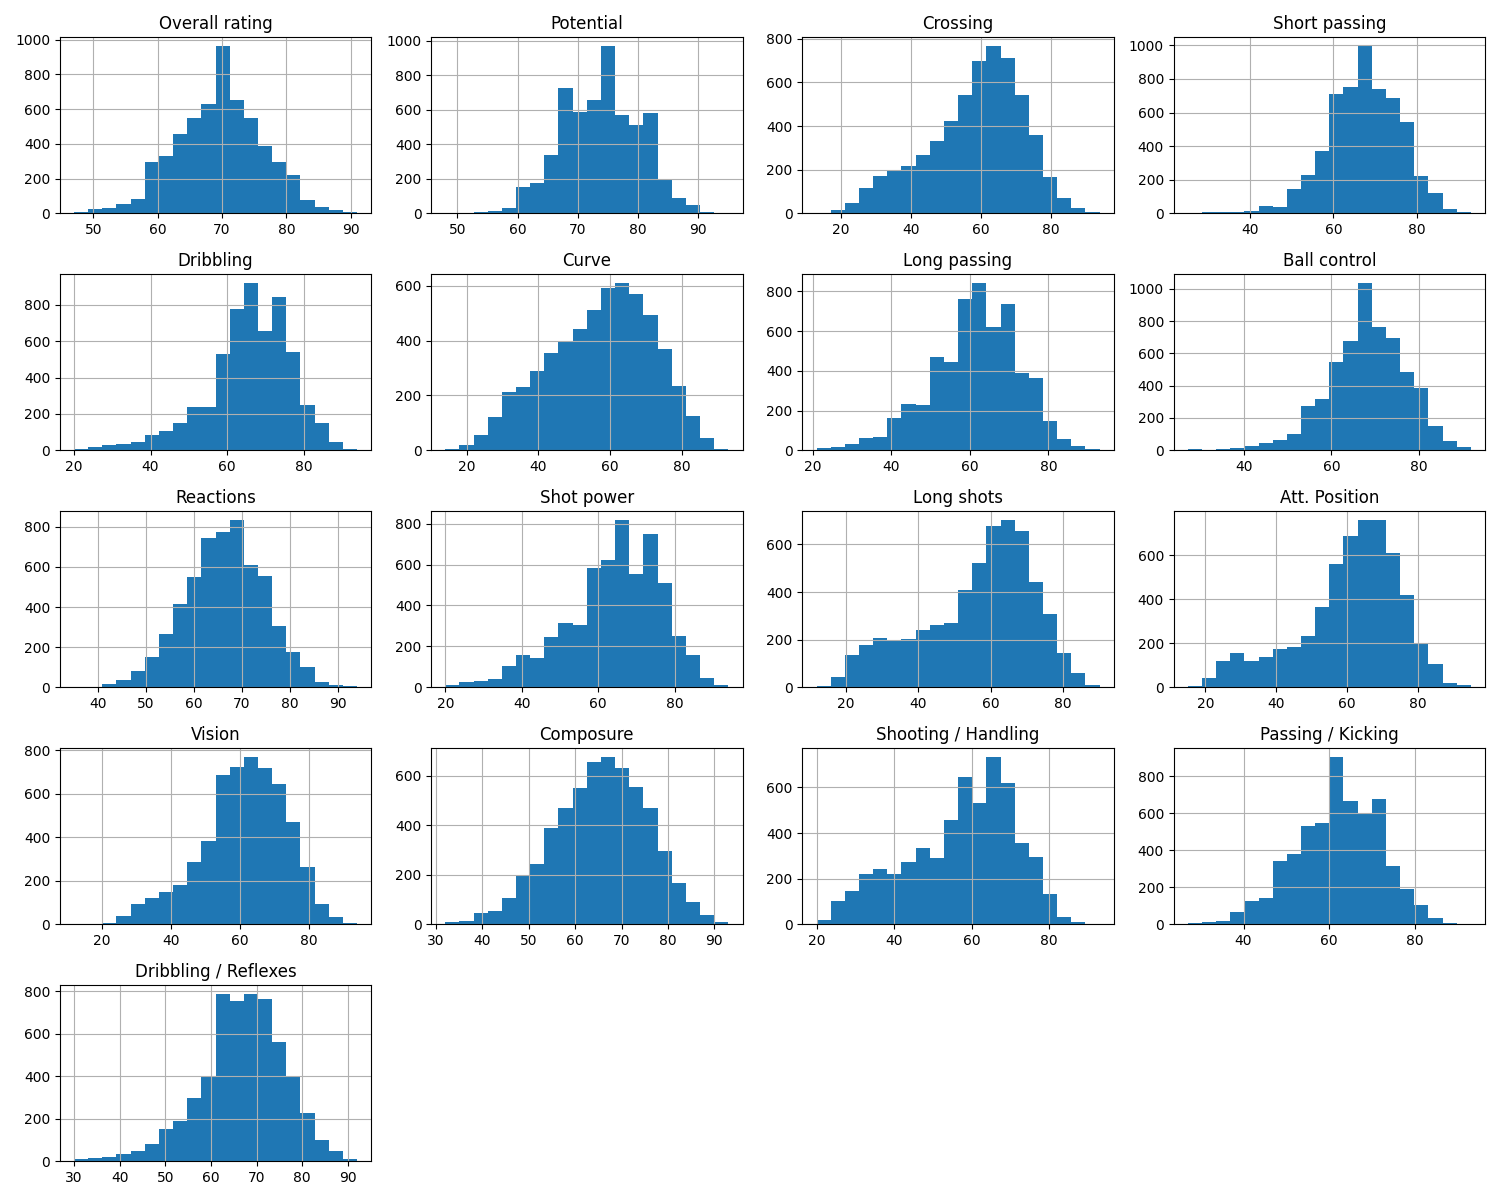 Overall rating Potential Crossing Short passing
1000 1000 800 1000
800 800 600 800
600 600 400 600
400 400 200 400
200 200 0 200
0 0 0
50 60 70 80 90 50 60 70 80 90 20 40 60 80 40 60 80
Dribbling Curve Long passing Ball control
800 600 800 1000
600 400 600 800
400 200 400 600
200 0 200 400
0 0 200
0
20 40 60 80 20 40 60 80 20 40 60 80 40 60 80
Reactions Shot power Long shots Att. Position
800 800 600 600
600 600 400 400
400 400 200 200
200 200 0 0
0 0
40 50 60 70 80 90 20 40 60 80 20 40 60 80 20 40 60 80
Vision Composure Shooting / Handling Passing / Kicking
800 600 600 800
600 400 400 600
400 200 200 400
200 0 0 200
0 0
20 40 60 80 30 40 50 60 70 80 90 20 40 60 80 40 60 80
Dribbling / Reflexes
800
600
400
200
0
30 40 50 60 70 80 90